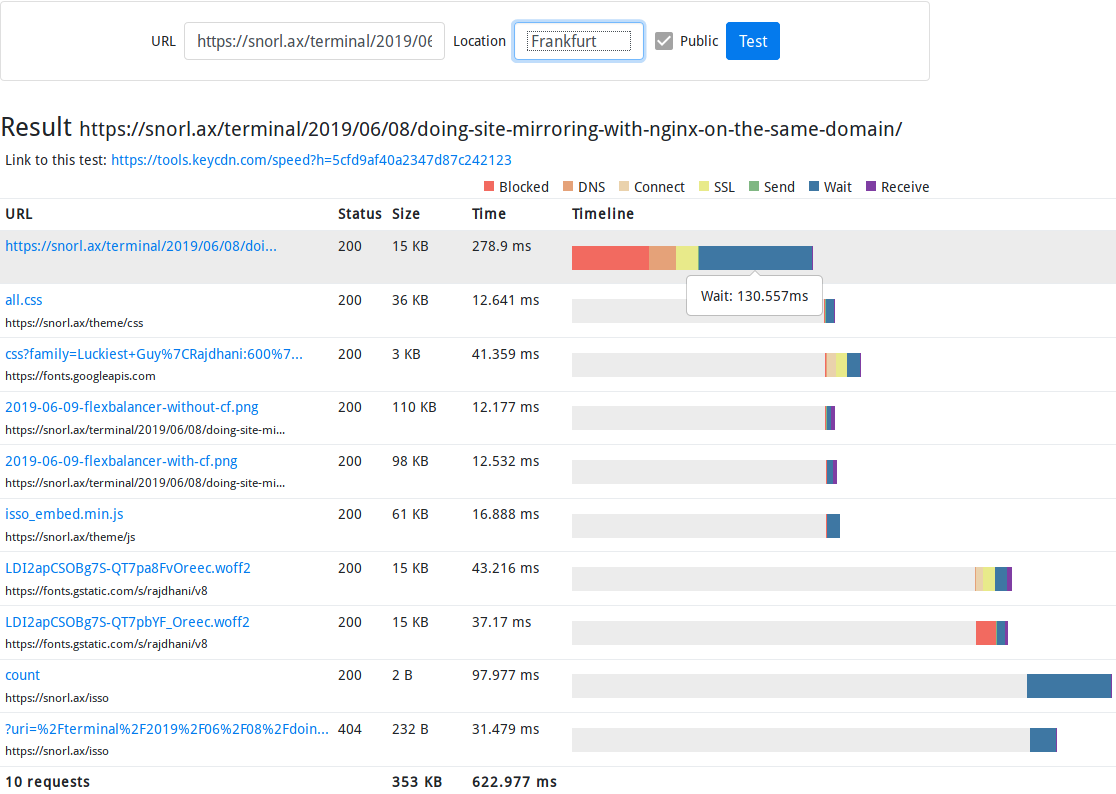 URL https://snorl.ax/terminal/2019/06 Location Frankfurt Public Test
Result https://snorl.ax/terminal/2019/06/08/doing-site-mirroring-with-nginx-on-the-same-domain/
Link to this test: https://tools.keycdn.com/speed?h=5cfd9af40a2347d87c242123
Blocked DNS Connect SSL Send Wait Receive
URL Status Size Time Timeline
https://snorl.ax/terminal/2019/06/08/doi... 200 15 KB 278.9 ms
Wait: 130.557ms
all.css 200 36 KB 12.641 ms
https://snorl.ax/theme/css
css?family=Luckiest+Guy%7CRajdhani:600%7... 200 3 KB 41.359 ms
https://fonts.googleapis.com
2019-06-09-flexbalancer-without-cf.png 200 110 KB 12.177 ms
https://snorl.ax/terminal/2019/06/08/doing-site-mi...
2019-06-09-flexbalancer-with-cf.png 200 98 KB 12.532 ms
https://snorl.ax/terminal/2019/06/08/doing-site-mi...
isso_embed.min.js 200 61 KB 16.888 ms
https://snorl.ax/theme/js
LDI2apCSOBg7S-QT7pa8FvOreec.woff2 200 15 KB 43.216 ms
https://fonts.gstatic.com/s/rajdhani/v8
LDI2apCSOBg7S-QT7pbYF_Oreec.woff2 200 15 KB 37.17 ms
https://fonts.gstatic.com/s/rajdhani/v8
count 200 2 B 97.977 ms
https://snorl.ax/isso
?uri=%2Fterminal%2F2019%2F06%2F08%2Fdoin... 404 232 B 31.479 ms
https://snorl.ax/isso
10 requests 353 KB 622.977 ms